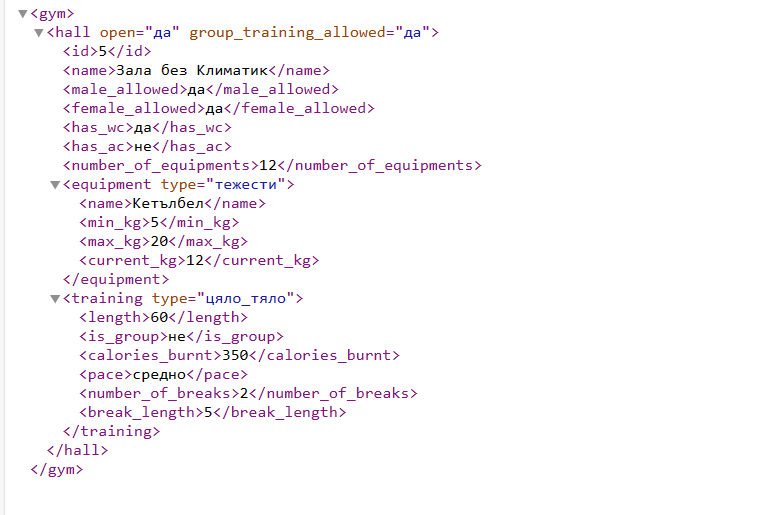 <gym>
<hall open="да" group_training_allowed="да">
<id>5</id>
<name>Зала без Климатик</name>
<male_allowed>да</male_allowed>
<female_allowed>да</female_allowed>
<has_wc>да</has_wc>
<has_ac>не</has_ac>
<number_of_equipments>12</number_of_equipments>
<equipment type="тежести">
<name>Кетълбел</name>
<min_kg>5</min_kg>
<max_kg>20</max_kg>
<current_kg>12</current_kg>
</equipment>
<training type="цяло_тяло">
<length>60</length>
<is_group>не</is_group>
<calories_burnt>350</calories_burnt>
<pace>средно</pace>
<number_of_breaks>2</number_of_breaks>
<break_length>5</break_length>
</training>
</hall>
</gym>